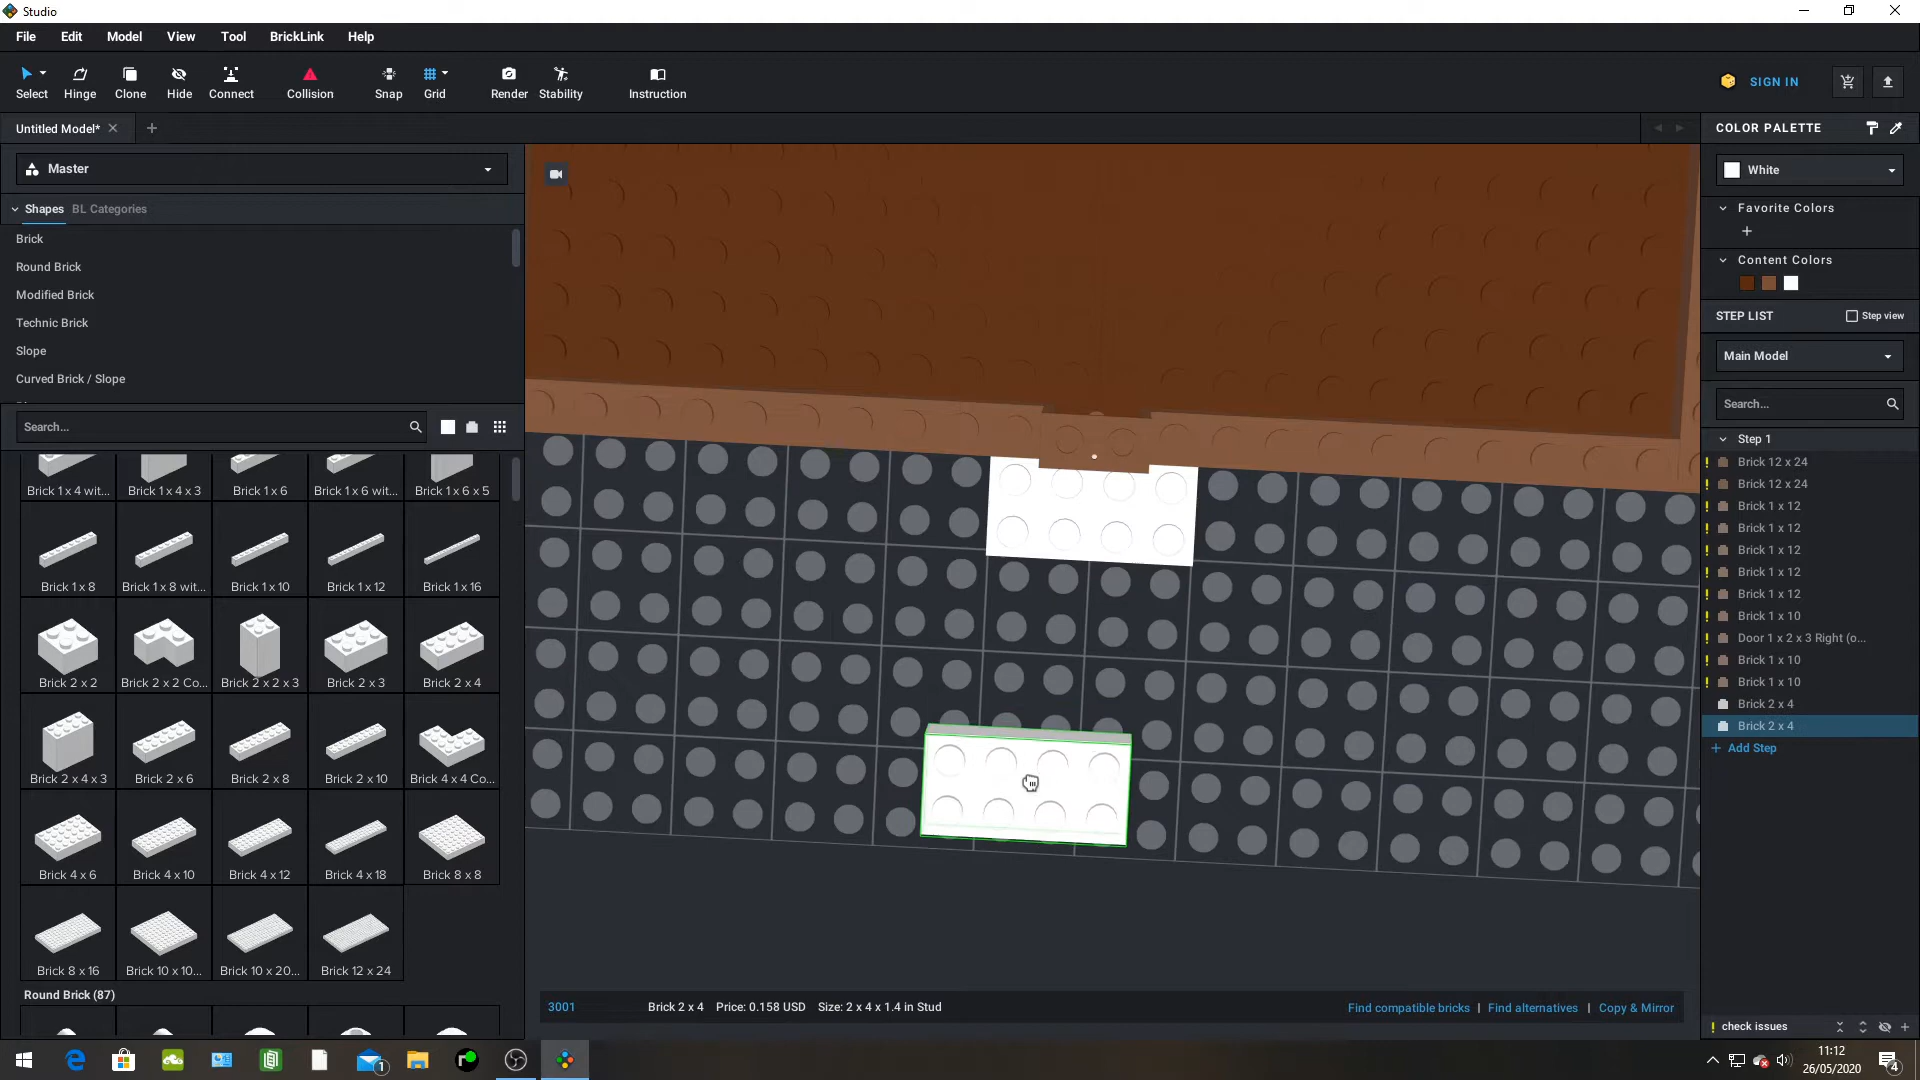 Studio
File Edit Model View Tool BrickLink Help
Select Hinge Clone Hide Connect Collision Snap Grid Render Stability Instruction
SIGN IN
Untitled Model*
COLOR PALETTE
Master
White
Shapes BL Categories
Favorite Colors
Brick
Round Brick
Content Colors
Modified Brick
Technic Brick
STEP LIST Step view
Slope
Main Model
Curved Brick / Slope
Search...
Search...
Step 1
Brick 12 x 24
Brick 12 x 24
Brick 1 x 12
Brick 1 x 12
Brick 1 x 12
Brick 1 x 12
Brick 1 x 12
Brick 1 x 10
Door 1 x 2 x 3 Right (o...
Brick 1 x 10
Brick 1 x 10
Brick 2 x 4
Brick 2 x 4
Add Step
Brick 1 x 4 wit... Brick 1 x 4 x 3 Brick 1 x 6 Brick 1 x 6 wit... Brick 1 x 6 x 5
Brick 1 x 8 Brick 1 x 8 wit... Brick 1 x 10 Brick 1 x 12 Brick 1 x 16
Brick 2 x 2 Brick 2 x 2 Co... Brick 2 x 2 x 3 Brick 2 x 3 Brick 2 x 4
Brick 2 x 4 x 3 Brick 2 x 6 Brick 2 x 8 Brick 2 x 10 Brick 4 x 4 Co...
Brick 4 x 6 Brick 4 x 10 Brick 4 x 12 Brick 4 x 18 Brick 8 x 8
Brick 8 x 16 Brick 10 x 10... Brick 10 x 20... Brick 12 x 24
Round Brick (87)
3001 Brick 2 x 4 Price: 0.158 USD Size: 2 x 4 x 1.4 in Stud Find compatible bricks | Find alternatives | Copy & Mirror
check issues
1
11:12
26/05/2020
4